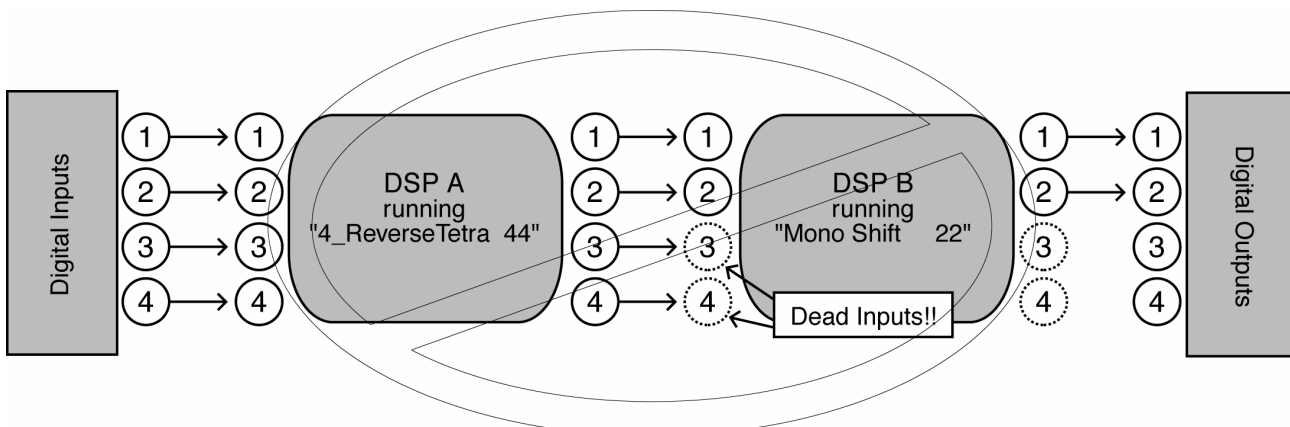 Digital Inputs
1 1
2 2
3 3
4 4
DSP A
running
"4_ReverseTetra 44"
1 1
2 2
3 3
4 4
DSP B
running
"Mono Shift 22"
Dead Inputs!!
1 1
2 2
3 3
4 4
Digital Outputs